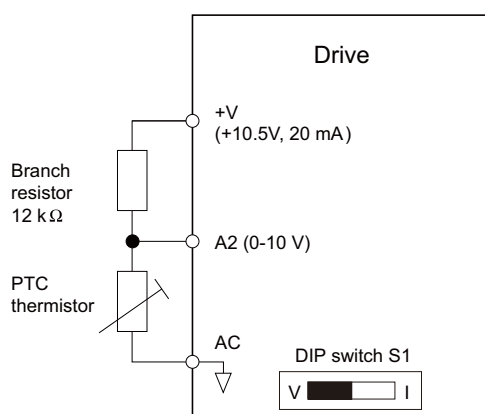 Drive
+V
(+10.5V, 20 mA)
Branch
resistor
12 kΩ
A2 (0-10 V)
PTC
thermistor
AC
DIP switch S1
V I